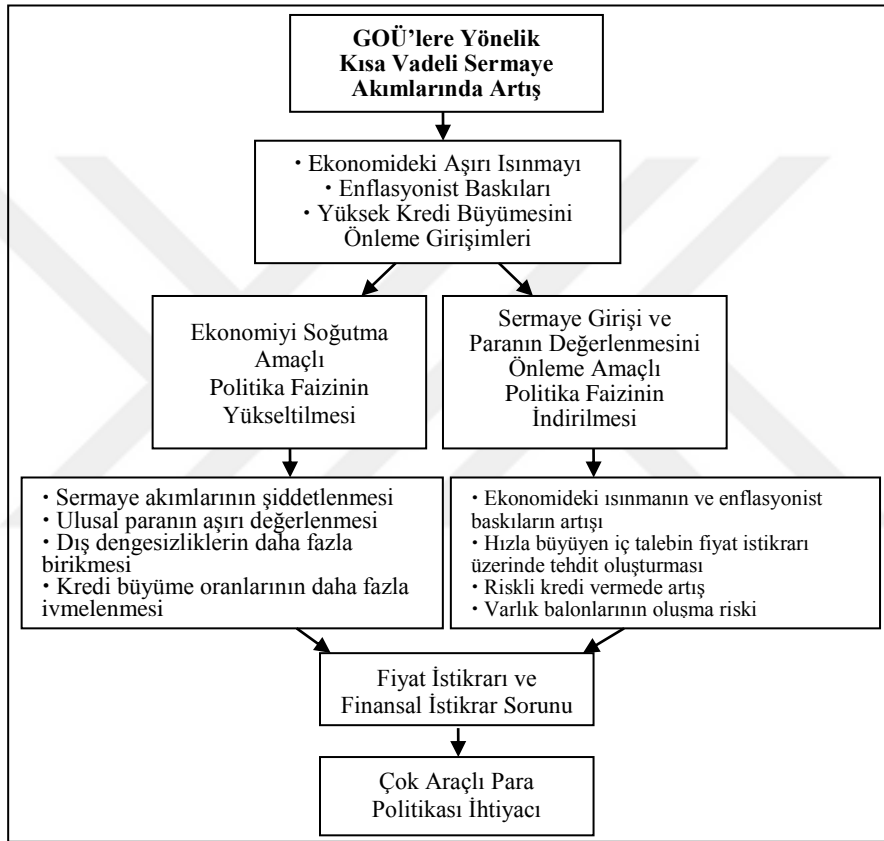 GOÜ’lere Yönelik
Kısa Vadeli Sermaye
Akımlarında Artış
・Ekonomideki Aşırı Isınmayı
・Enflasyonist Baskıları
・Yüksek Kredi Büyümesini
Önleme Girişimleri
Ekonomiyi Soğutma
Amaçlı
Politika Faizinin
Yükseltilmesi
Sermaye Girişi ve
Paranın Değerlenmesini
Önleme Amaçlı
Politika Faizinin
İndirilmesi
・Sermaye akımlarının şiddetlenmesi
・Ulusal paranın aşırı değerlenmesi
・Dış dengesizliklerin daha fazla
birikmesi
・Kredi büyüme oranlarının daha fazla
ivmelenmesi
・Ekonomideki ısınmanın ve enflasyonist
baskıların artışı
・Hızla büyüyen iç talebin fiyat istikrarı
üzerinde tehdit oluşturması
・Riskli kredi vermede artış
・Varlık balonlarının oluşma riski
Fiyat İstikrarı ve
Finansal İstikrar Sorunu
Çok Araçlı Para
Politikası İhtiyacı